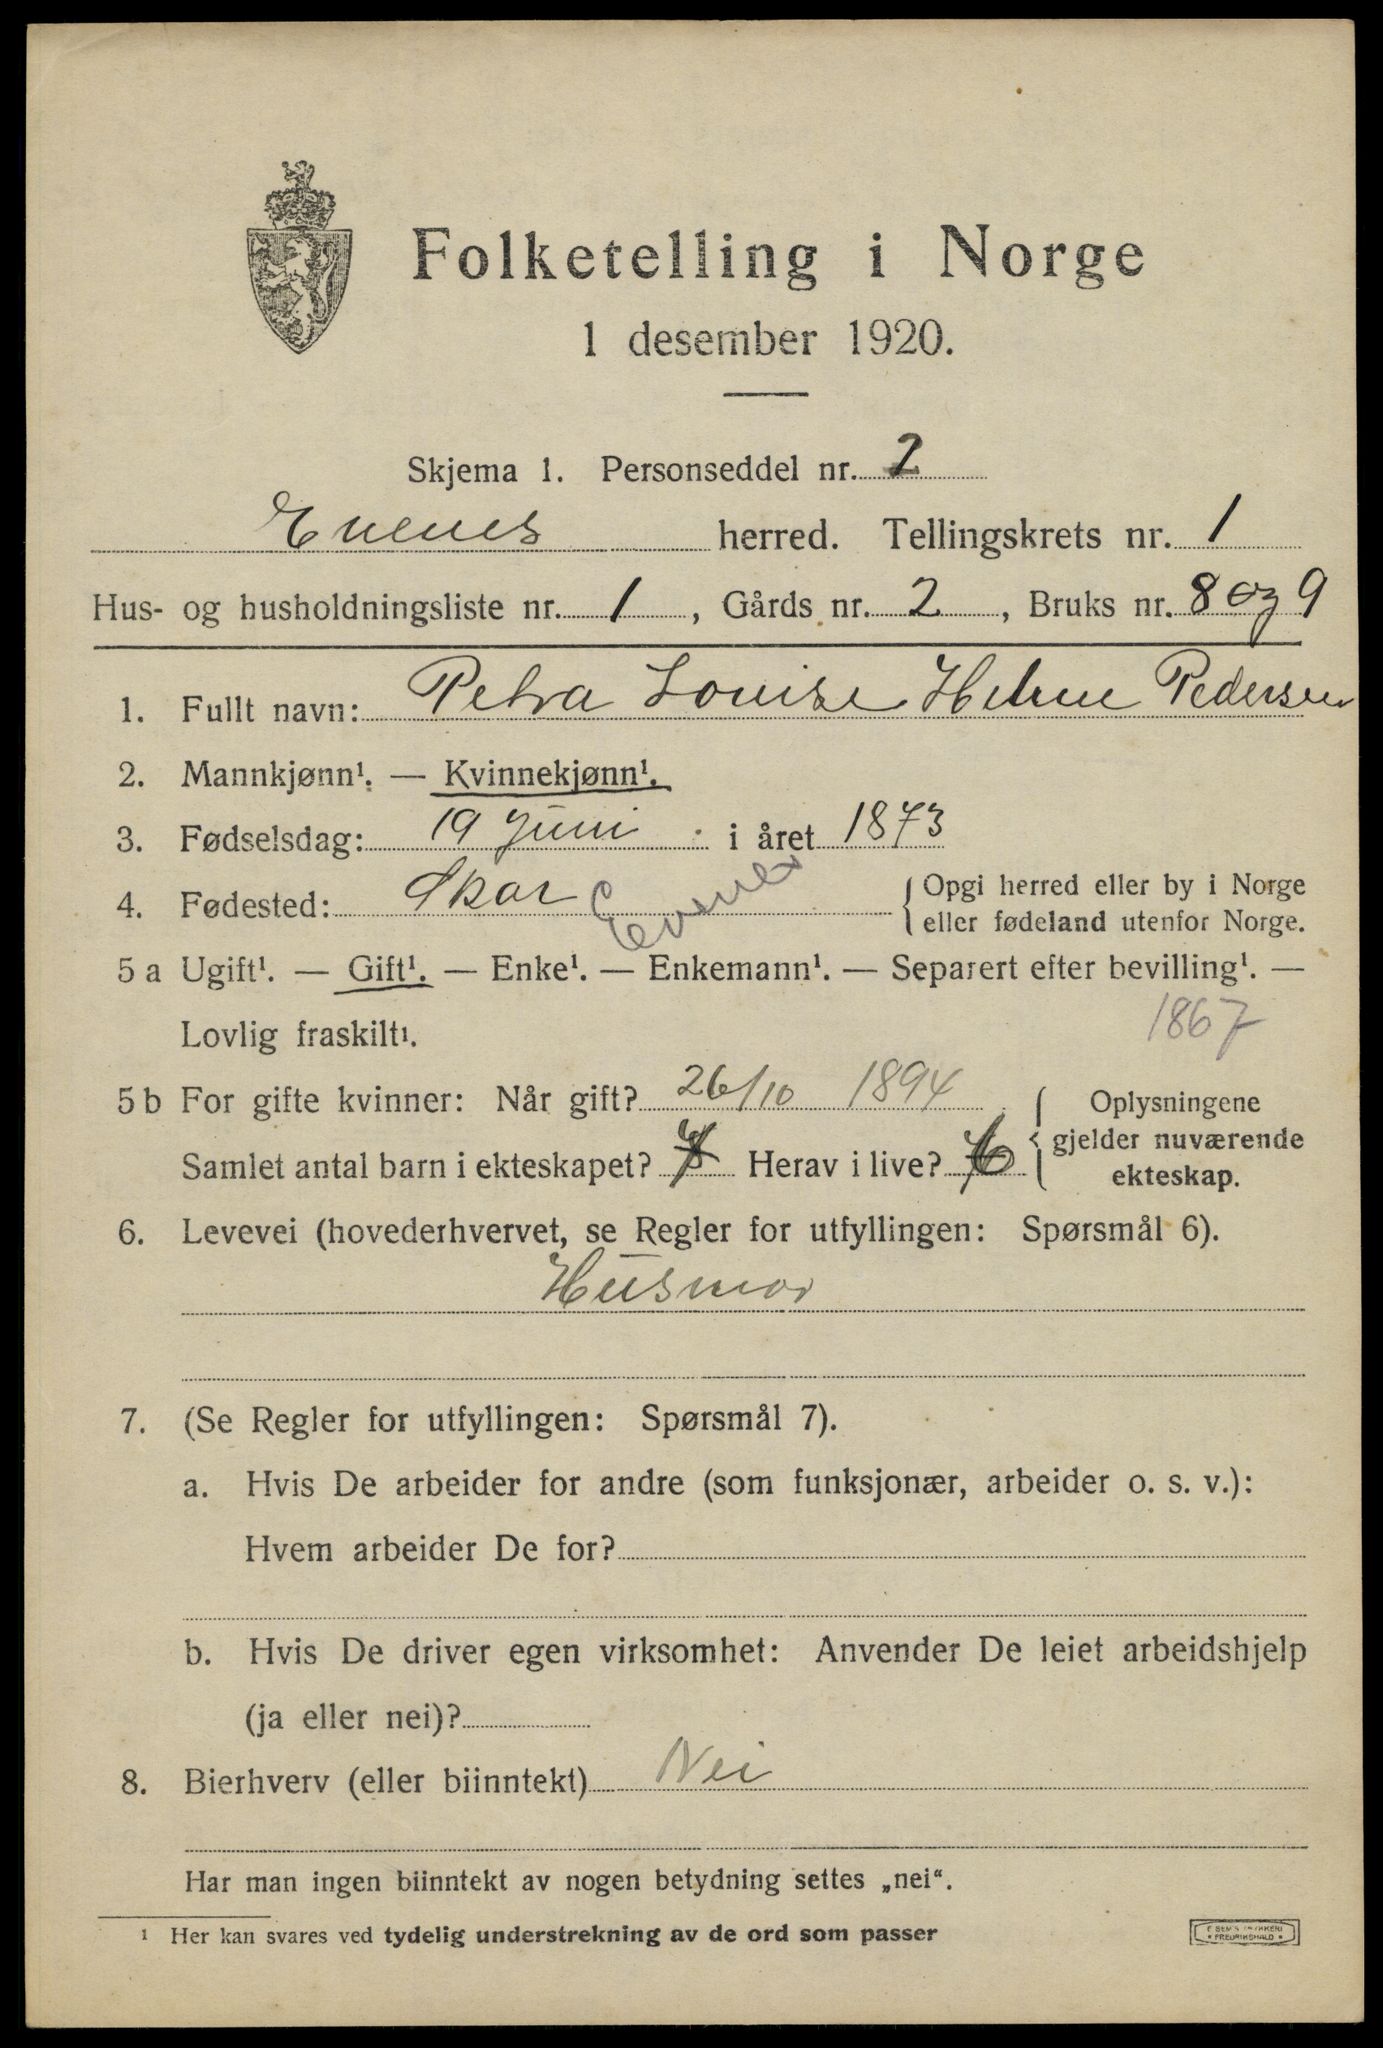 Folketelling i Norge
1 desember 1920.
Skjema 1. Personseddel nr. 2
Evenes herred. Tellingskrets nr. 1
Hus- og husholdningsliste nr. 1, Gårds nr. 2, Bruks nr. 8 og 9
1. Fullt navn: Petra Louise Helene Pedersen
2. Mannkjønn¹. — Kvinnekjønn¹.
3. Fødselsdag: 19 juni i året 1873
4. Fødested: Skar Evenes { Opgi herred eller by i Norge
eller fødeland utenfor Norge.
5 a Ugift¹. — Gift¹. — Enke¹. — Enkemann¹. — Separert efter bevilling¹. —
Lovlig fraskilt¹. 1867
5 b For gifte kvinner: Når gift? 26/10 1894 { Oplysningene
Samlet antal barn i ekteskapet? Herav i live? 6 gjelder nuværende
ekteskap.
6. Levevei (hovederhvervet, se Regler for utfyllingen: Spørsmål 6).
Husmor
7. (Se Regler for utfyllingen: Spørsmål 7).
a. Hvis De arbeider for andre (som funksjonær, arbeider o. s. v.):
Hvem arbeider De for?
b. Hvis De driver egen virksomhet: Anvender De leiet arbeidshjelp
(ja eller nei)?
8. Bierhverv (eller biinntekt) Nei
Har man ingen biinntekt av nogen betydning settes „nei“.
¹ Her kan svares ved tydelig understrekning av de ord som passer
FREDRIKSHALD